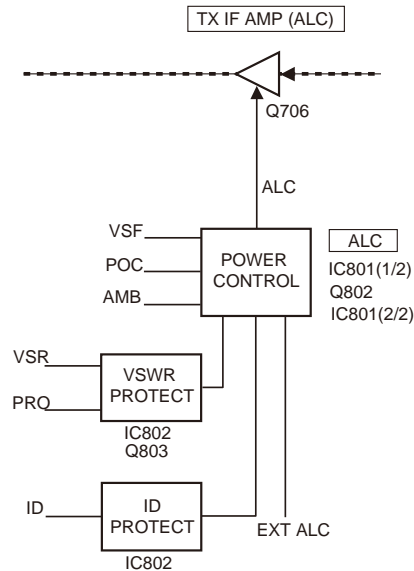 TX IF AMP (ALC)
Q706
ALC
VSF
POC
AMB
POWER
CONTROL
ALC
IC801(1/2)
Q802
IC801(2/2)
VSR
PRO
VSWR
PROTECT
IC802
Q803
ID
ID
PROTECT
IC802
EXT ALC